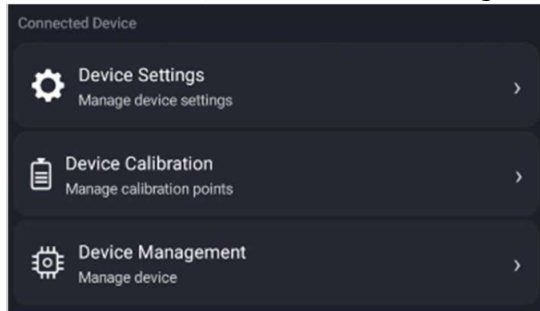 Connected Device
Device Settings
Manage device settings
Device Calibration
Manage calibration points
Device Management
Manage device